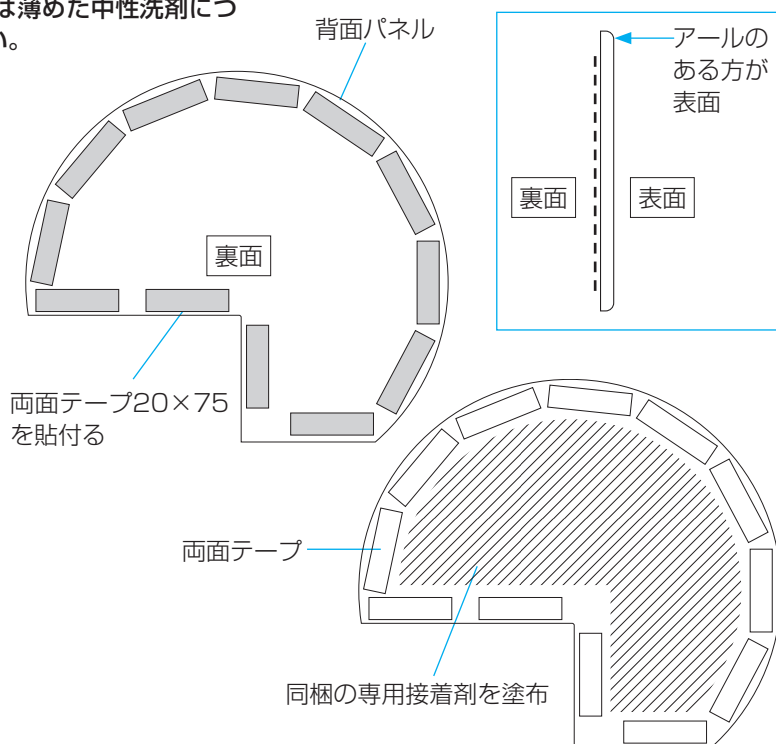 は薄めた中性洗剤につ
い。
背面パネル
アールの
ある方が
表面
裏面
表面
裏面
両面テープ20×75
を貼付る
両面テープ
同梱の専用接着剤を塗布